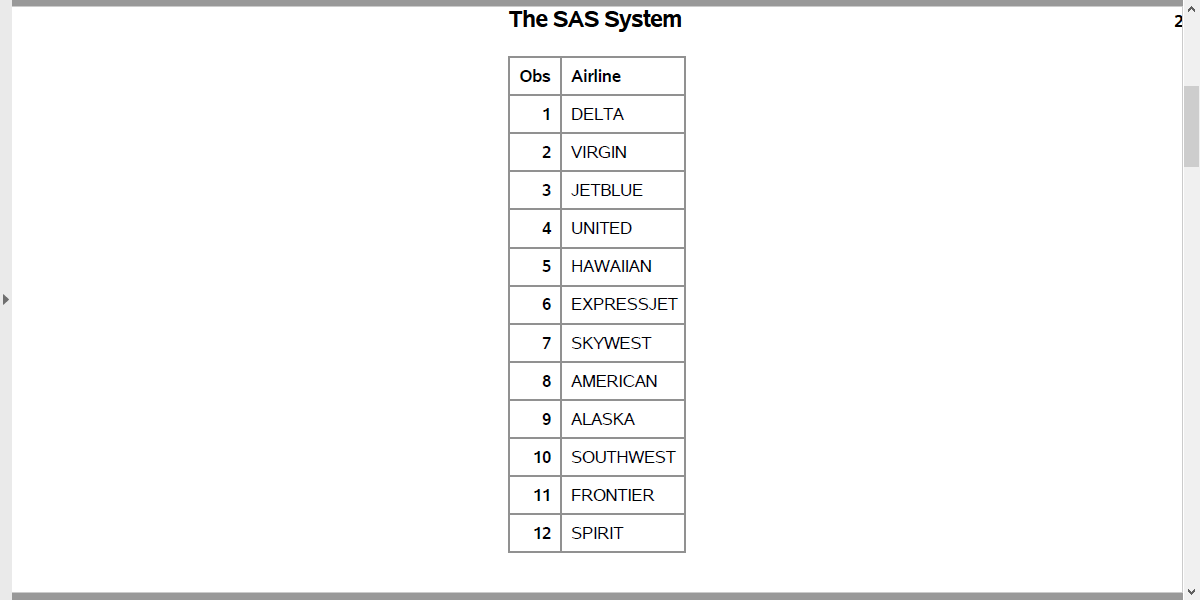 The SAS System
2
Obs Airline
1 DELTA
2 VIRGIN
3 JETBLUE
4 UNITED
5 HAWAIIAN
6 EXPRESSJET
7 SKYWEST
8 AMERICAN
9 ALASKA
10 SOUTHWEST
11 FRONTIER
12 SPIRIT